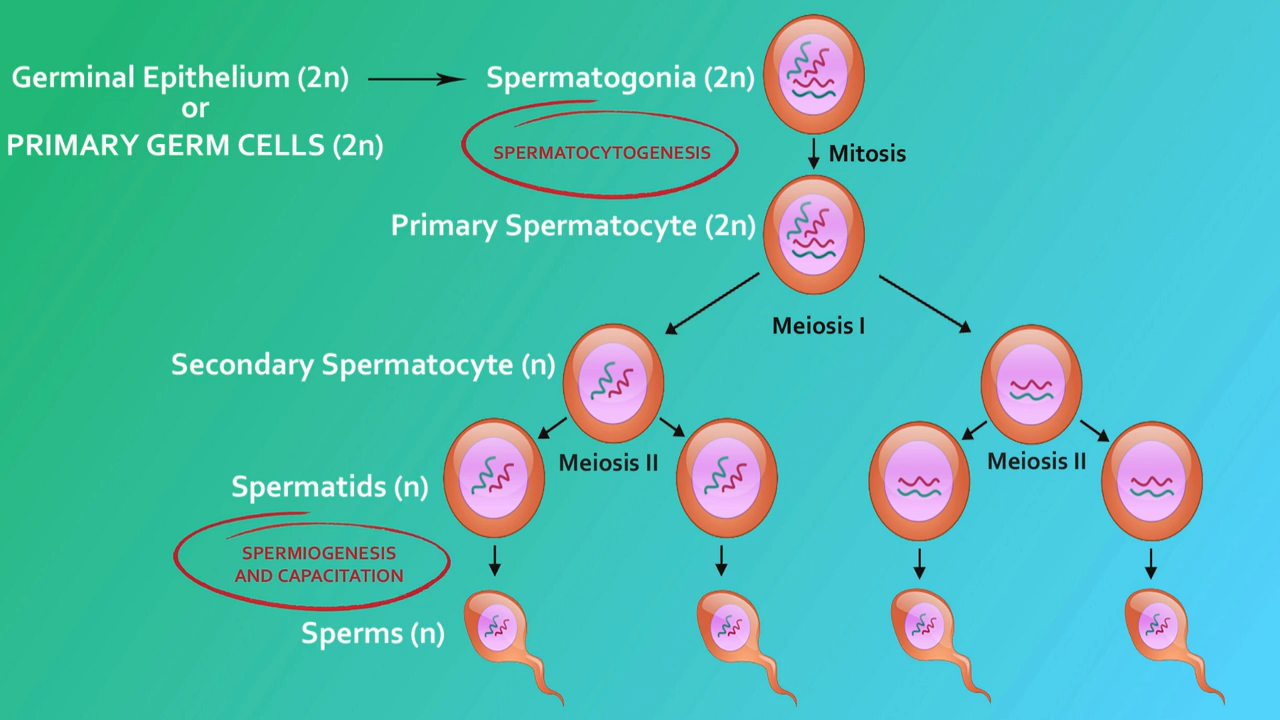 Germinal Epithelium (2n)
or
PRIMARY GERM CELLS (2n)
Spermatogonia (2n)
SPERMATOCYTOGENESIS
Mitosis
Primary Spermatocyte (2n)
Meiosis I
Secondary Spermatocyte (n)
Meiosis II
Meiosis II
Spermatids (n)
SPERMIOGENESIS
AND CAPACITATION
Sperms (n)